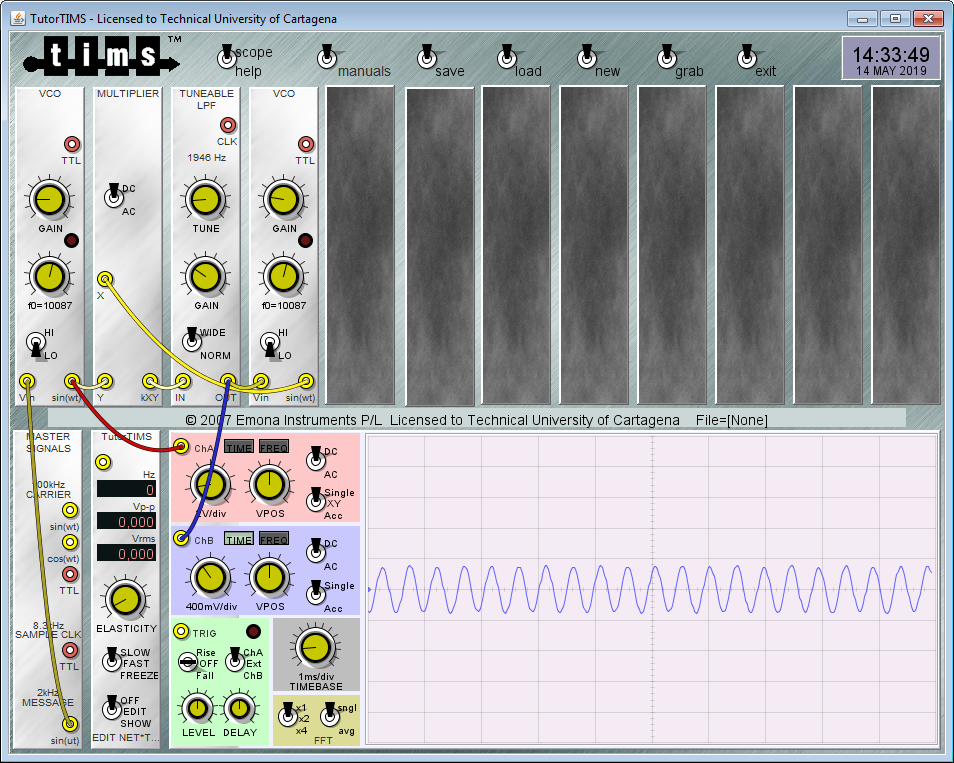 TutorTIMS - Licensed to Technical University of Cartagena
tims™
scope
help
manuals
save
load
new
grab
exit
14:33:49
14 MAY 2019
VCO
TTL
GAIN
f0=10087
HI
LO
Vin
sin(wt)
MULTIPLIER
DC
AC
X
Y
kXY
TUNEABLE
LPF
CLK
1946 Hz
TUNE
GAIN
WIDE
NORM
IN
OUT
VCO
TTL
GAIN
f0=10087
HI
LO
Vin
sin(wt)
© 2007 Emona Instruments P/L Licensed to Technical University of Cartagena File=[None]
MASTER
SIGNALS
100kHz
CARRIER
sin(wt)
cos(wt)
TTL
8.3kHz
SAMPLE CLK
TTL
2kHz
MESSAGE
sin(ut)
TutorTIMS
Hz
0
Vp-p
0,000
Vrms
0,000
ELASTICITY
SLOW
FAST
FREEZE
OFF
EDIT
SHOW
EDIT NET*T...
ChA
TIME
FREQ
DC
AC
2V/div
VPOS
Single
XY
Acc
ChB
TIME
FREQ
DC
AC
400mV/div
VPOS
Single
Acc
TRIG
Rise
OFF
Fall
ChA
Ext
ChB
LEVEL
DELAY
1ms/div
TIMEBASE
x1
x2
x4
sngl
avg
FFT